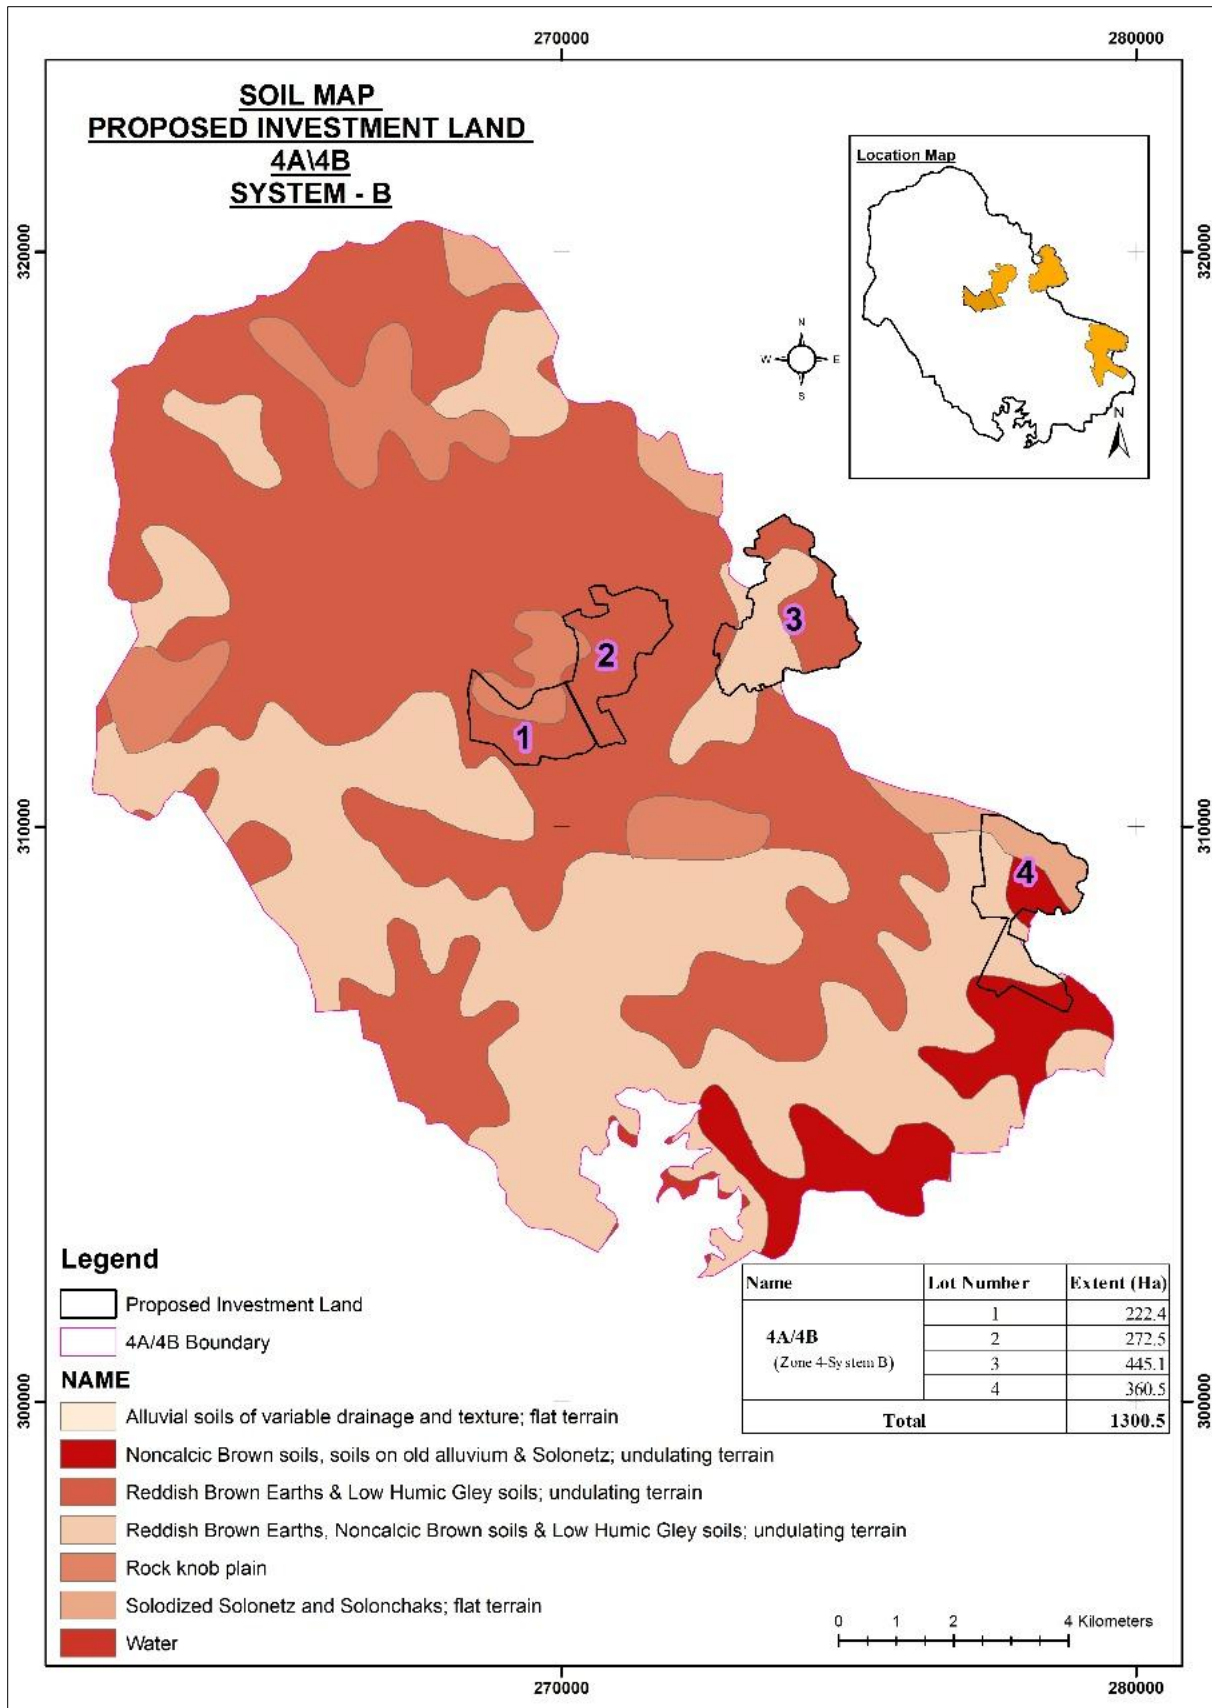 270000
280000
SOIL MAP
PROPOSED INVESTMENT LAND
4A\4B
SYSTEM - B
Location Map
N
W
E
S
N
320000
320000
3
2
1
4
310000
310000
Legend
Proposed Investment Land
4A/4B Boundary
NAME
Alluvial soils of variable drainage and texture; flat terrain
Noncalcic Brown soils, soils on old alluvium & Solonetz; undulating terrain
Reddish Brown Earths & Low Humic Gley soils; undulating terrain
Reddish Brown Earths, Noncalcic Brown soils & Low Humic Gley soils; undulating terrain
Rock knob plain
Solodized Solonetz and Solonchaks; flat terrain
Water
Name Lot Number Extent (Ha)
4A/4B
(Zone 4-System B)
1 222.4
2 272.5
3 445.1
4 360.5
Total 1300.5
300000
300000
0 1 2 4 Kilometers
270000
280000